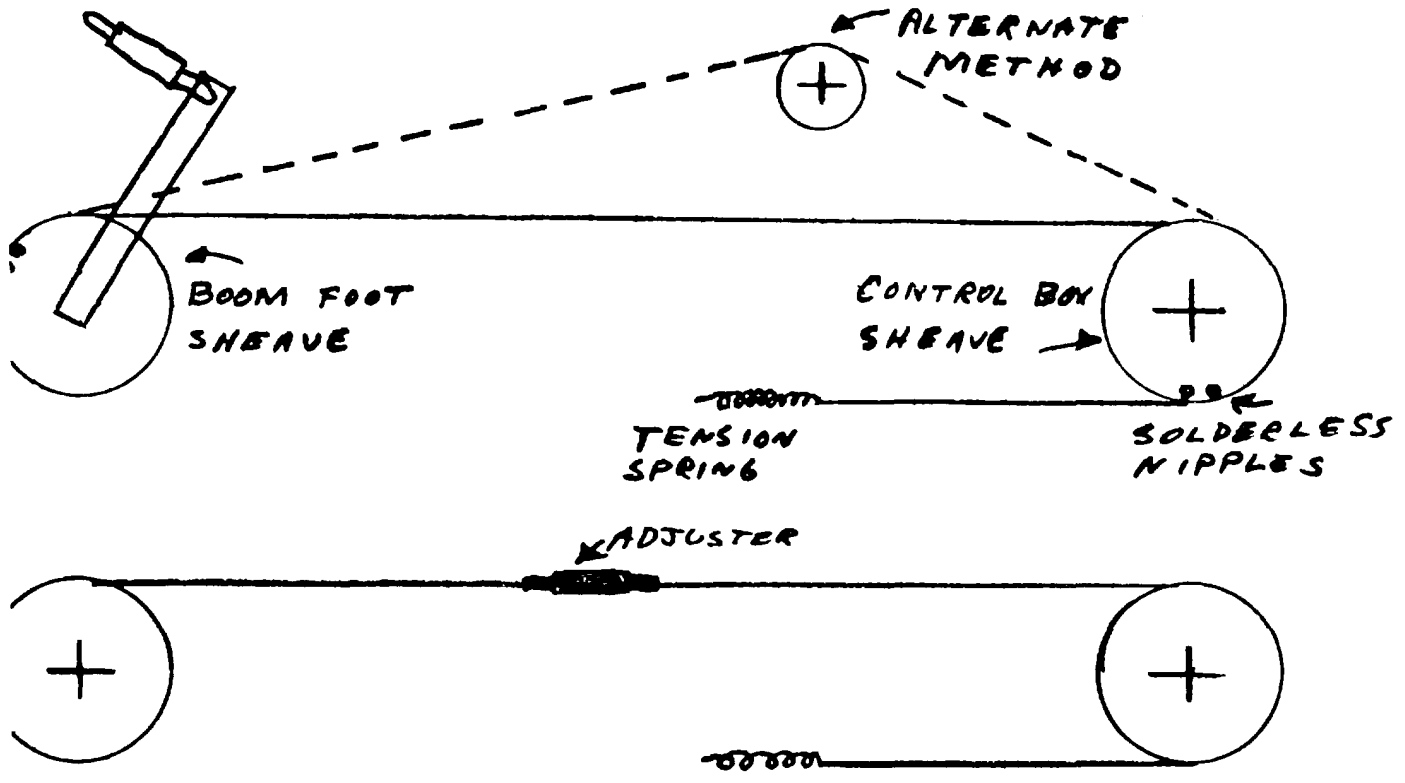 ALTERNATE
METHOD
BOOM FOOT
SHEAVE
CONTROL BOX
SHEAVE
TENSION
SPRING
SOLDERLESS
NIPPLES
ADJUSTER